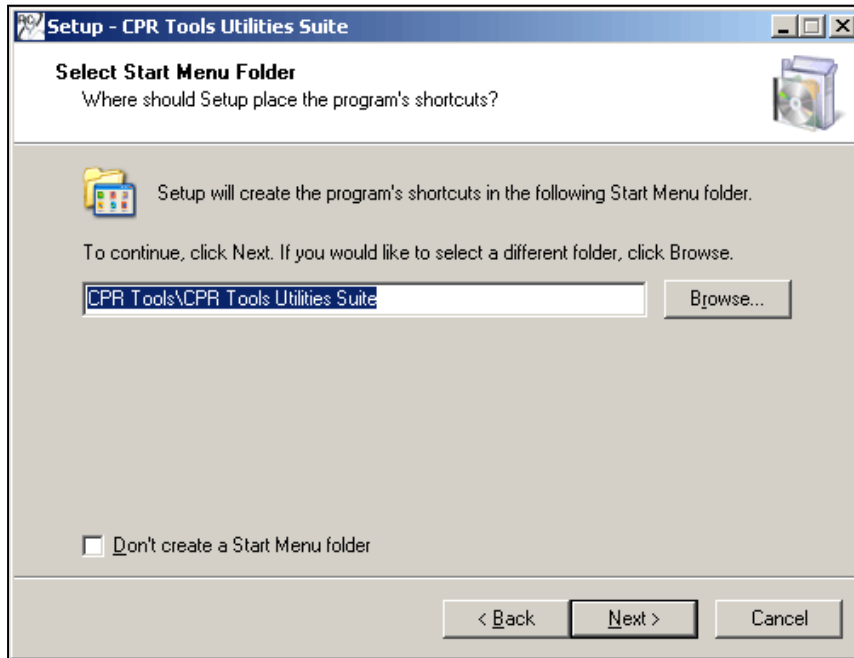 Setup - CPR Tools Utilities Suite
Select Start Menu Folder
Where should Setup place the program's shortcuts?
Setup will create the program's shortcuts in the following Start Menu folder.
To continue, click Next. If you would like to select a different folder, click Browse.
CPR Tools\CPR Tools Utilities Suite
Browse...
Don't create a Start Menu folder
< Back
Next >
Cancel